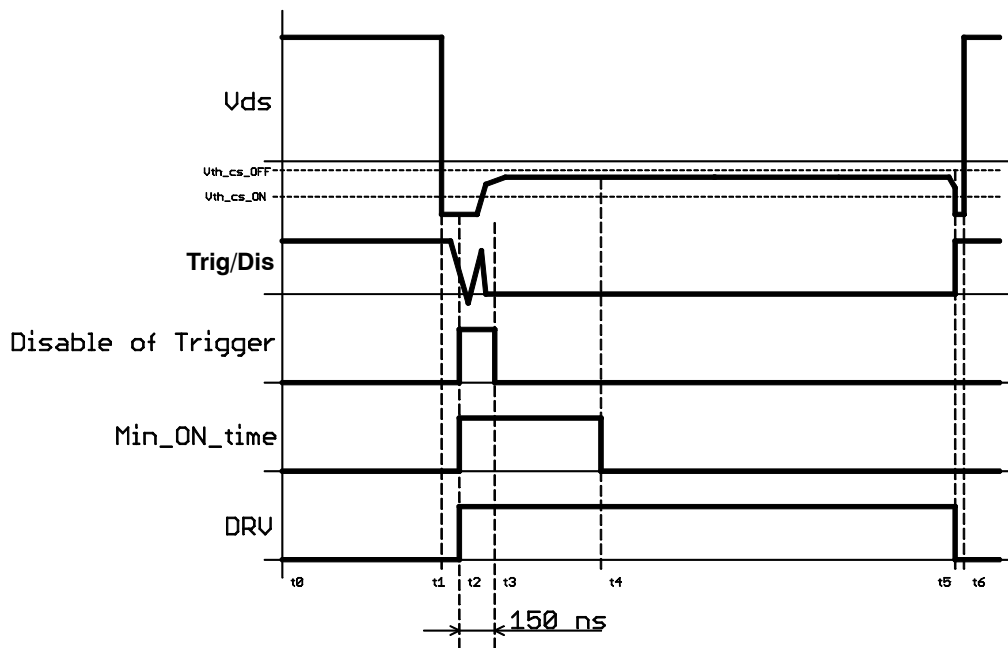 Vds
Vth_cs_OFF
Vth_cs_ON
Trig/Dis
Disable of Trigger
Min_ON_time
DRV
t0 t1 t2 t3 t4 t5 t6
150 ns